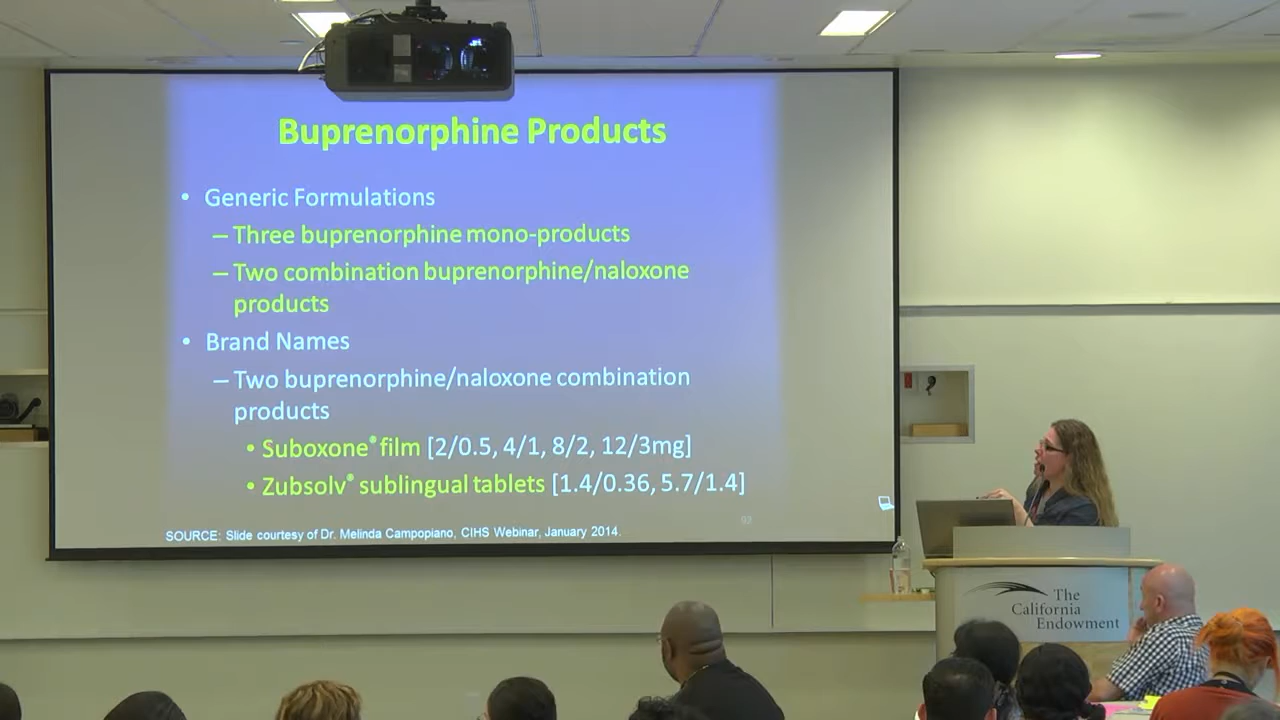 Buprenorphine Products
• Generic Formulations
– Three buprenorphine mono-products
– Two combination buprenorphine/naloxone
products
• Brand Names
– Two buprenorphine/naloxone combination
products
• Suboxone® film [2/0.5, 4/1, 8/2, 12/3mg]
• Zubsolv® sublingual tablets [1.4/0.36, 5.7/1.4]
SOURCE: Slide courtesy of Dr. Melinda Campopiano, CIHS Webinar, January 2014.
The
California
Endowment